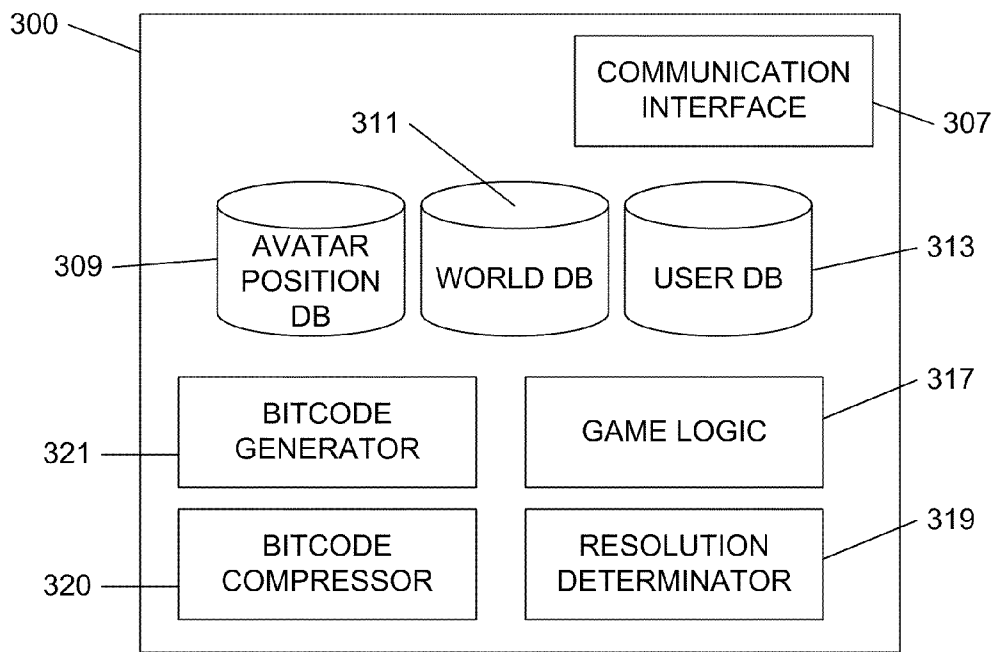 300
COMMUNICATION
INTERFACE
307
311
309
AVATAR
POSITION
DB
WORLD DB
USER DB
313
317
BITCODE
GENERATOR
321
GAME LOGIC
319
BITCODE
COMPRESSOR
320
RESOLUTION
DETERMINATOR